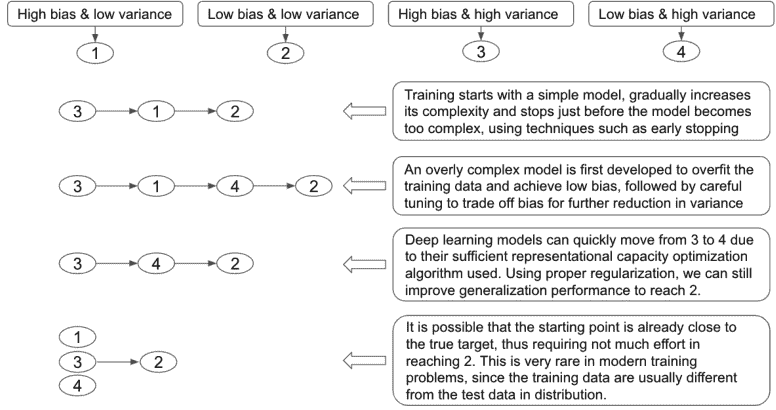 High bias & low variance
Low bias & low variance
High bias & high variance
Low bias & high variance
1
2
3
4
3
1
2
Training starts with a simple model, gradually increases
its complexity and stops just before the model becomes
too complex, using techniques such as early stopping
3
1
4
2
An overly complex model is first developed to overfit the
training data and achieve low bias, followed by careful
tuning to trade off bias for further reduction in variance
3
4
2
Deep learning models can quickly move from 3 to 4 due
to their sufficient representational capacity optimization
algorithm used. Using proper regularization, we can still
improve generalization performance to reach 2.
1
3
2
4
It is possible that the starting point is already close to
the true target, thus requiring not much effort in
reaching 2. This is very rare in modern training
problems, since the training data are usually different
from the test data in distribution.